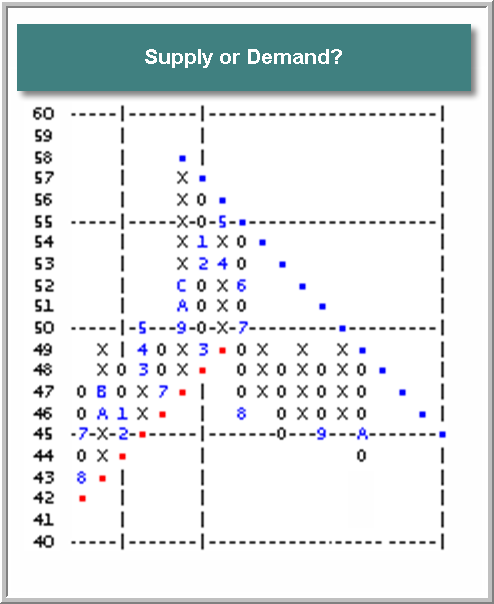 Supply or Demand?
60
59
58
57 X
56 X 0
55 X 0 5
54 X 1 X 0
53 X 2 4 0
52 C 0 X 6
51 A 0 X 0
50 5 9 0 X 7
49 X 4 0 X 3 0 X X X
48 X 0 3 0 X 0 X 0 X 0 X 0
47 0 B 0 X 7 0 X 0 X 0 X 0
46 0 A 1 X 8 0 X 0 X 0
45 7 X 2 0 9 A
44 0 X 0
43 8
42
41
40